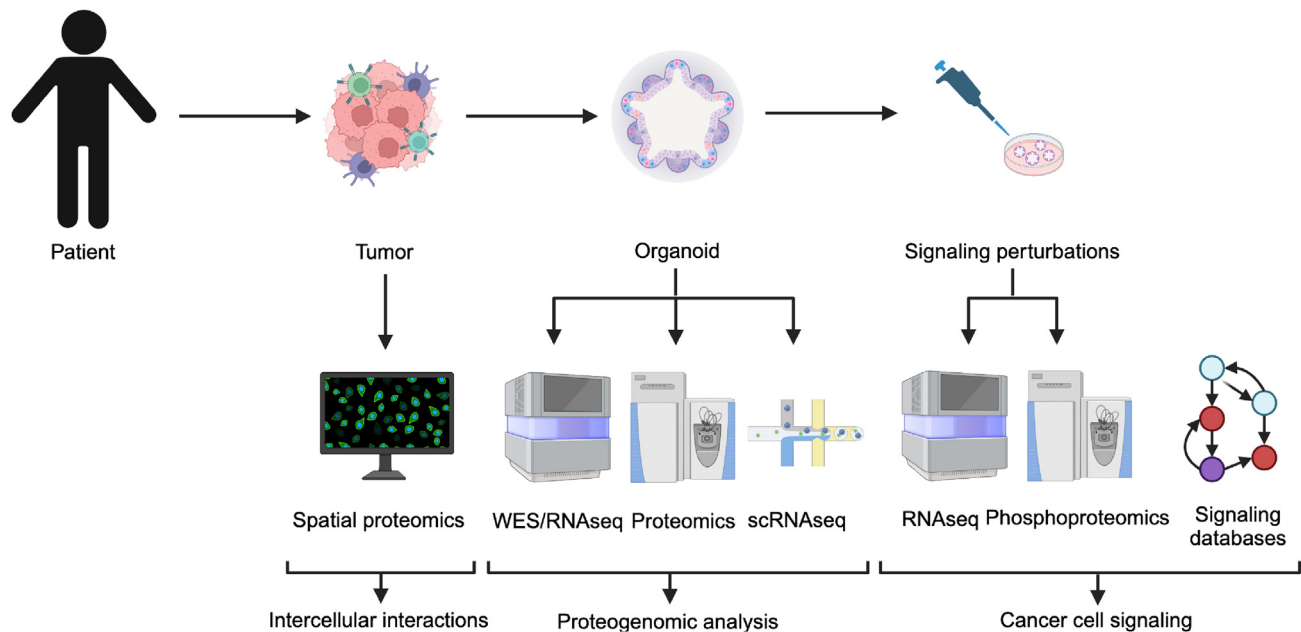 Patient
Tumor
Organoid
Signaling perturbations
Spatial proteomics
WES/RNAseq
Proteomics
scRNAseq
RNAseq
Phosphoproteomics
Signaling
databases
Intercellular interactions
Proteogenomic analysis
Cancer cell signaling